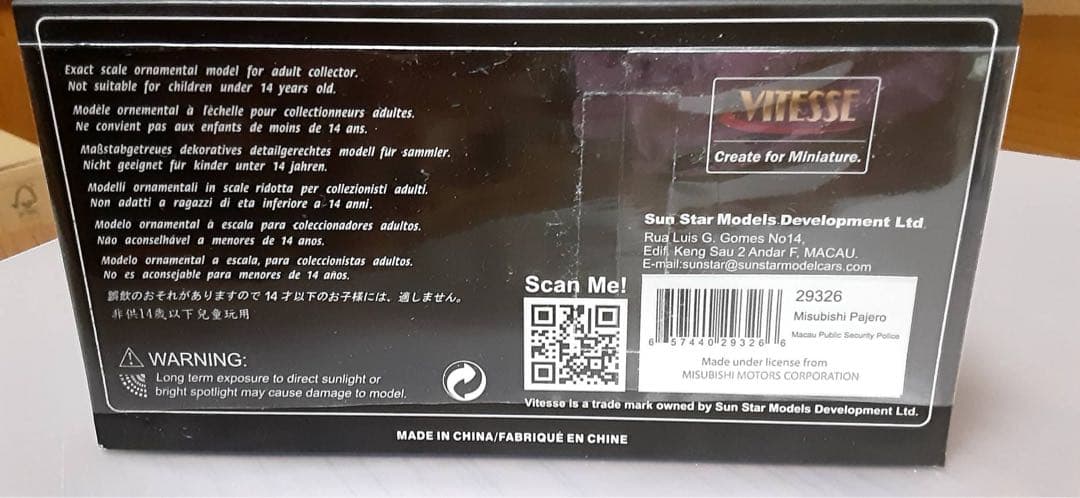 Exact scale ornamental model for adult collector.
Not suitable for children under 14 years old.
Modèle ornemental à l'èchelle pour collectionneurs adultes.
Ne convient pas aux enfants de moins de 14 ans.
Maßstabgetreues dekoratives detailgerechtes modell für sammler.
Nicht geeignet für kinder unter 14 jahren.
Modelli ornamentali in scale ridotta per collezionisti adulti.
Non adatti a ragazzi di eta inferiore a 14 anni.
Modelo ornamental à escala para coleccionadores adultos.
Não aconselhável a menores de 14 anos.
Modelo ornamental a escala, para coleccionistas adultos.
No es aconsejable para menores de 14 años.
誤飲のおそれがありますので 14 才以下のお子様には、適しません。
非供14歲以下兒童玩用
WARNING:
Long term exposure to direct sunlight or
bright spotlight may cause damage to model.
VITESSE
Create for Miniature.
Sun Star Models Development Ltd.
Rua Luis G. Gomes No14,
Edif. Keng Sau 2 Andar F, MACAU.
E-mail:sunstar@sunstarmodelcars.com
Scan Me!
29326
Misubishi Pajero
Macau Public Security Police
6 57440 29326 6
Made under license from
MISUBISHI MOTORS CORPORATION
Vitesse is a trade mark owned by Sun Star Models Development Ltd.
MADE IN CHINA/FABRIQUÉ EN CHINE